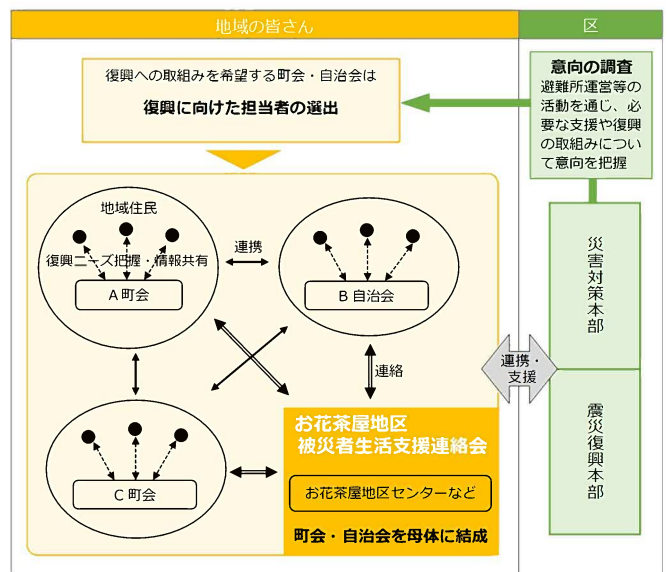 地域の皆さん
区
復興への取組みを希望する町会・自治会は
復興に向けた担当者の選出
意向の調査
避難所運営等の
活動を通じ、必
要な支援や復興
の取組みについ
て意向を把握
地域住民
復興ニーズ把握・情報共有
A町会
連携
B自治会
災害対策本部
連携・
支援
連絡
C町会
お花茶屋地区
被災者生活支援連絡会
お花茶屋地区センターなど
町会・自治会を母体に結成
震災復興本部